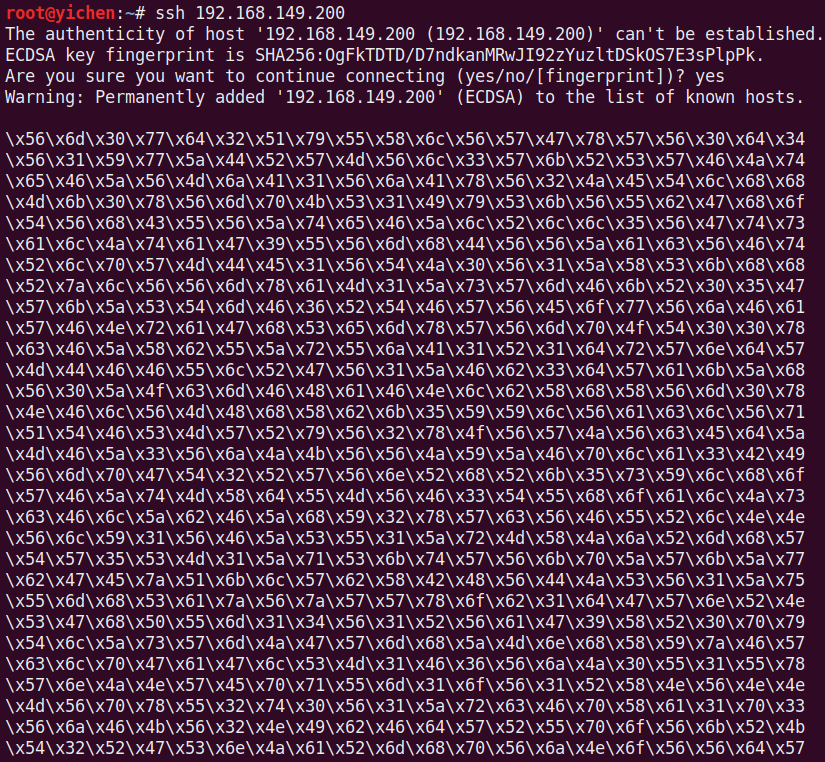 root@yichen:~# ssh 192.168.149.200
The authenticity of host '192.168.149.200 (192.168.149.200)' can't be established.
ECDSA key fingerprint is SHA256:OgFkTDTD/D7ndkanMRwJI92zYuzltDSkOS7E3sPlpPk.
Are you sure you want to continue connecting (yes/no/[fingerprint])? yes
Warning: Permanently added '192.168.149.200' (ECDSA) to the list of known hosts.
\x56\x6d\x30\x77\x64\x32\x51\x79\x55\x58\x6c\x56\x57\x47\x78\x57\x56\x30\x64\x34
\x56\x31\x59\x77\x5a\x44\x52\x57\x4d\x56\x6c\x33\x57\x6b\x52\x53\x57\x46\x4a\x74
\x65\x46\x5a\x56\x4d\x6a\x41\x31\x56\x6a\x41\x78\x56\x32\x4a\x45\x54\x6c\x68\x68
\x4d\x6b\x30\x78\x56\x6d\x70\x4b\x53\x31\x49\x79\x53\x6b\x56\x55\x62\x47\x68\x6f
\x54\x56\x68\x43\x55\x56\x5a\x74\x65\x46\x5a\x6c\x52\x6c\x6c\x35\x56\x47\x74\x73
\x61\x6c\x4a\x74\x61\x47\x39\x55\x56\x6d\x68\x44\x56\x56\x5a\x61\x63\x56\x46\x74
\x52\x6c\x70\x57\x4d\x44\x45\x31\x56\x54\x4a\x30\x56\x31\x5a\x58\x53\x6b\x68\x68
\x52\x7a\x6c\x56\x56\x6d\x78\x61\x4d\x31\x5a\x73\x57\x6d\x46\x6b\x52\x30\x35\x47
\x57\x6b\x5a\x53\x54\x6d\x46\x36\x52\x54\x46\x57\x56\x45\x6f\x77\x56\x6a\x46\x61
\x57\x46\x4e\x72\x61\x47\x68\x53\x65\x6d\x78\x57\x56\x6d\x70\x4f\x54\x30\x30\x78
\x63\x46\x5a\x58\x62\x55\x5a\x72\x55\x6a\x41\x31\x52\x31\x64\x72\x57\x6e\x64\x57
\x4d\x44\x46\x46\x55\x6c\x52\x47\x56\x31\x5a\x46\x62\x33\x64\x57\x61\x6b\x5a\x68
\x56\x30\x5a\x4f\x63\x6d\x46\x48\x61\x46\x4e\x6c\x62\x58\x68\x58\x56\x6d\x30\x78
\x4e\x46\x6c\x56\x4d\x48\x68\x58\x62\x6b\x35\x59\x59\x6c\x56\x61\x63\x6c\x56\x71
\x51\x54\x46\x53\x4d\x57\x52\x79\x56\x32\x78\x4f\x56\x57\x4a\x56\x63\x45\x64\x5a
\x4d\x46\x5a\x33\x56\x6a\x4a\x4b\x56\x56\x4a\x59\x5a\x46\x70\x6c\x61\x33\x42\x49
\x56\x6d\x70\x47\x54\x32\x52\x57\x56\x6e\x52\x68\x52\x6b\x35\x73\x59\x6c\x68\x6f
\x57\x46\x5a\x74\x4d\x58\x64\x55\x4d\x56\x46\x33\x54\x55\x68\x6f\x61\x6c\x4a\x73
\x63\x46\x6c\x5a\x62\x46\x5a\x68\x59\x32\x78\x57\x63\x56\x46\x55\x52\x6c\x4e\x4e
\x56\x6c\x59\x31\x56\x46\x5a\x53\x55\x31\x5a\x72\x4d\x58\x4a\x6a\x52\x6d\x68\x57
\x54\x57\x35\x53\x4d\x31\x5a\x71\x53\x6b\x74\x57\x56\x6b\x70\x5a\x57\x6b\x5a\x77
\x62\x47\x45\x7a\x51\x6b\x6c\x57\x62\x58\x42\x48\x56\x44\x4a\x53\x56\x31\x5a\x75
\x55\x6d\x68\x53\x61\x7a\x56\x7a\x57\x57\x78\x6f\x62\x31\x64\x47\x57\x6e\x52\x4e
\x53\x47\x68\x50\x55\x6d\x31\x34\x56\x31\x52\x56\x61\x47\x39\x58\x52\x30\x70\x79
\x54\x6c\x5a\x73\x57\x6d\x4a\x47\x57\x6d\x68\x5a\x4d\x6e\x68\x58\x59\x7a\x46\x57
\x63\x6c\x70\x47\x61\x47\x6c\x53\x4d\x31\x46\x36\x56\x6a\x4a\x30\x55\x31\x55\x78
\x57\x6e\x4a\x4e\x57\x45\x70\x71\x55\x6d\x31\x6f\x56\x31\x52\x58\x4e\x56\x4e\x4e
\x4d\x56\x70\x78\x55\x32\x74\x30\x56\x31\x5a\x72\x63\x46\x70\x58\x61\x31\x70\x33
\x56\x6a\x46\x4b\x56\x32\x4e\x49\x62\x46\x64\x57\x52\x55\x70\x6f\x56\x6b\x52\x4b
\x54\x32\x52\x47\x53\x6e\x4a\x61\x52\x6d\x68\x70\x56\x6a\x4e\x6f\x56\x56\x64\x57